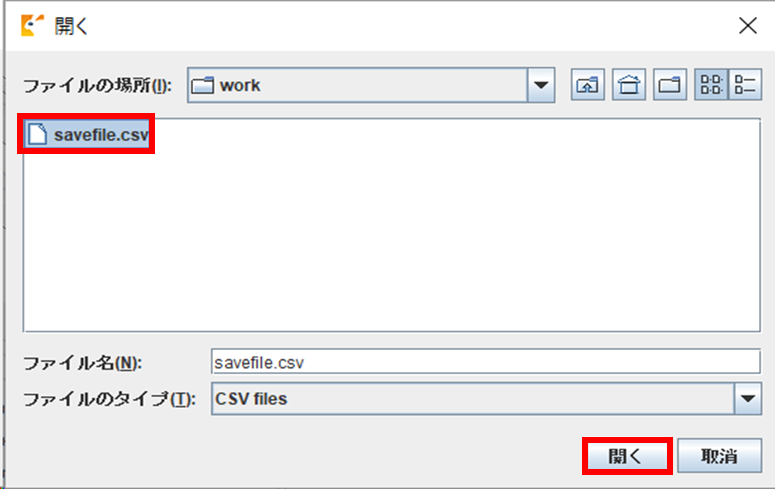 開く
ファイルの場所(I): work
savefile.csv
ファイル名(N): savefile.csv
ファイルのタイプ(T): CSV files
開く 取消